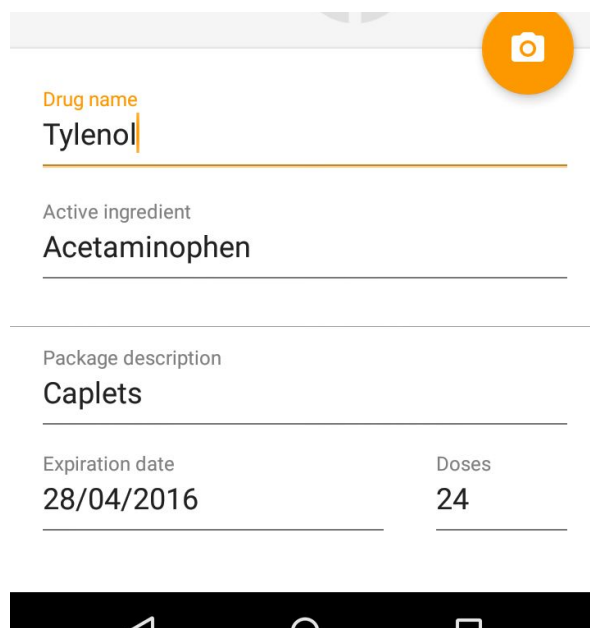 Drug name
Tylenol
Active ingredient
Acetaminophen
Package description
Caplets
Expiration date
Doses
28/04/2016
24